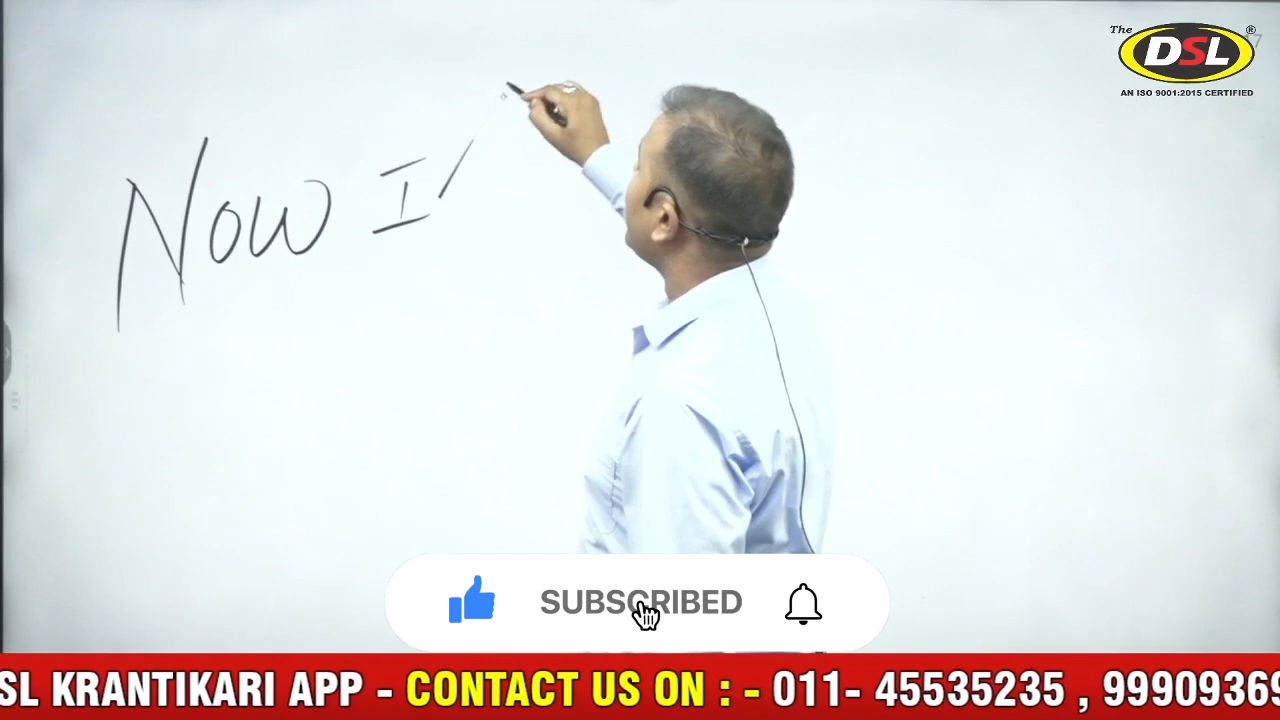 The DSL ®
AN ISO 9001:2015 CERTIFIED
Now I
SUBSCRIBED
SL KRANTIKARI APP - CONTACT US ON : - 011- 45535235 , 99909369